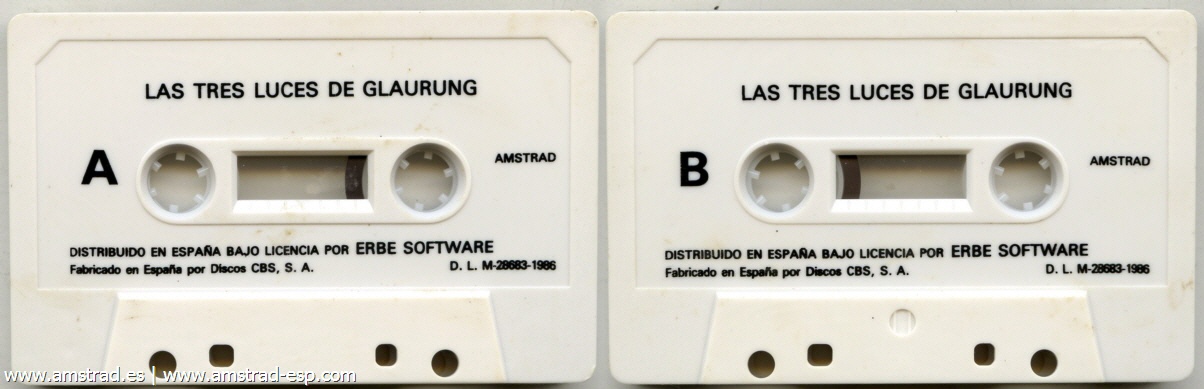 LAS TRES LUCES DE GLAURUNG
A
AMSTRAD
DISTRIBUIDO EN ESPAÑA BAJO LICENCIA POR ERBE SOFTWARE
Fabricado en España por Discos CBS, S. A.
D. L. M-28683-1986
LAS TRES LUCES DE GLAURUNG
B
AMSTRAD
DISTRIBUIDO EN ESPAÑA BAJO LICENCIA POR ERBE SOFTWARE
Fabricado en España por Discos CBS, S. A.
D. L. M-28683-1986
www.amstrad.es | www.amstrad-esp.com